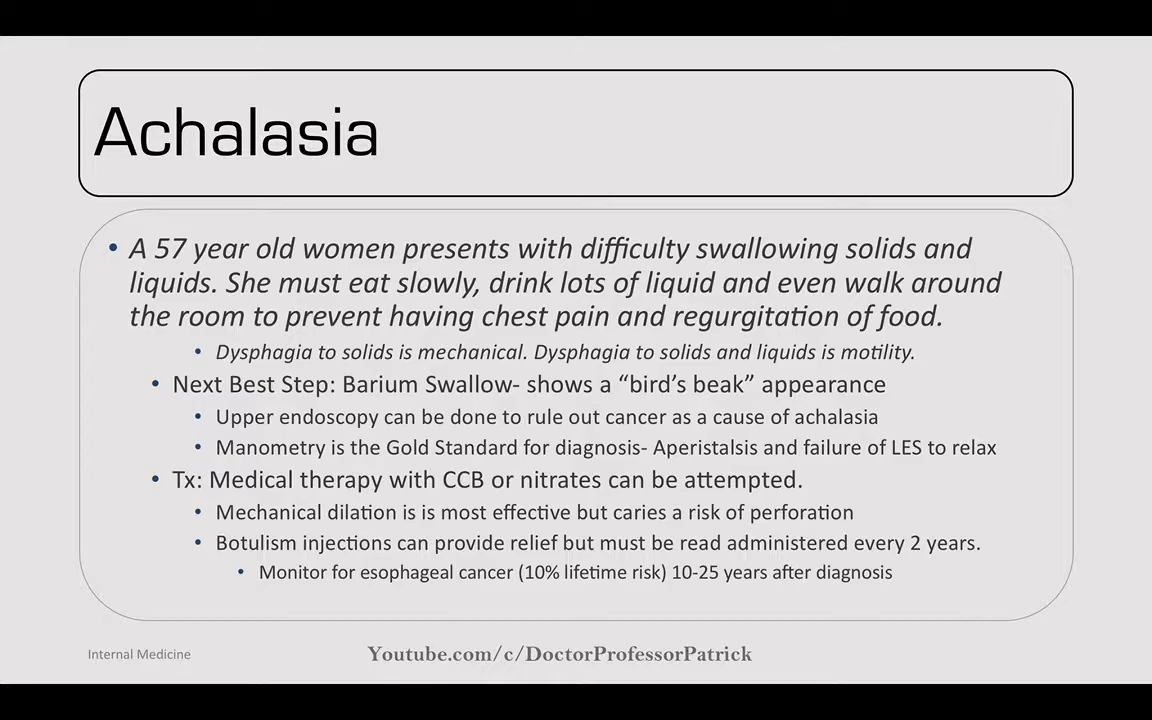 Achalasia
• A 57 year old women presents with difficulty swallowing solids and
liquids. She must eat slowly, drink lots of liquid and even walk around
the room to prevent having chest pain and regurgitation of food.
• Dysphagia to solids is mechanical. Dysphagia to solids and liquids is motility.
• Next Best Step: Barium Swallow- shows a “bird’s beak” appearance
• Upper endoscopy can be done to rule out cancer as a cause of achalasia
• Manometry is the Gold Standard for diagnosis- Aperistalsis and failure of LES to relax
• Tx: Medical therapy with CCB or nitrates can be attempted.
• Mechanical dilation is is most effective but caries a risk of perforation
• Botulism injections can provide relief but must be read administered every 2 years.
• Monitor for esophageal cancer (10% lifetime risk) 10-25 years after diagnosis
Internal Medicine
Youtube.com/c/DoctorProfessorPatrick